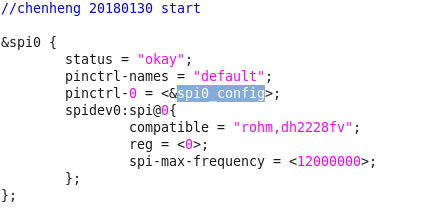 //chenheng 20180130 start

&spi0 {
        status = "okay";
        pinctrl-names = "default";
        pinctrl-0 = <&spi0_config>;
        spidev0:spi@0{
                compatible = "rohm,dh2228fv";
                reg = <0>;
                spi-max-frequency = <12000000>;
        };
};